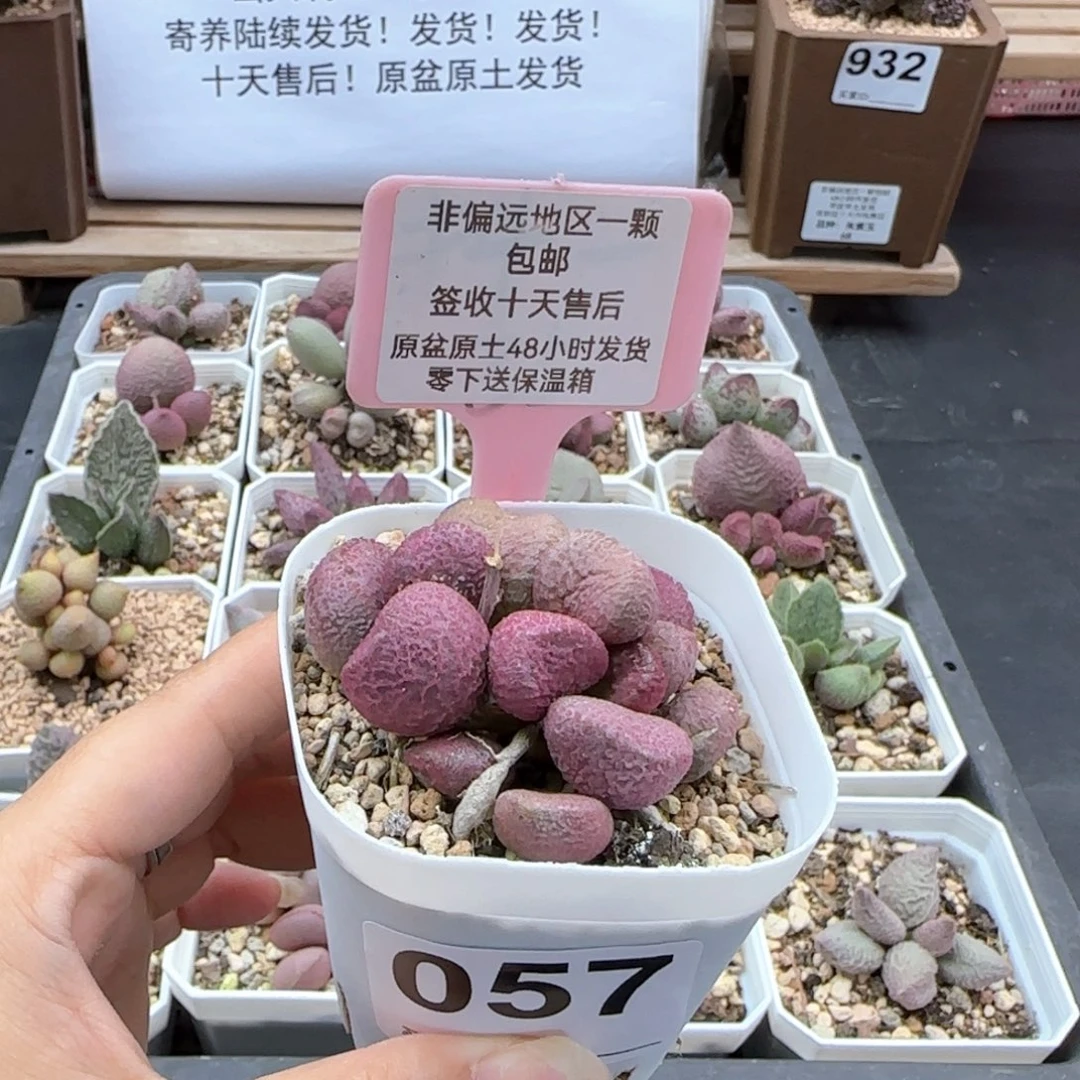 寄养陆续发货！发货！发货！
十天售后！原盆原土发货
932
非偏远地区一颗
包邮
签收十天售后
原盆原土48小时发货
零下送保温箱
057